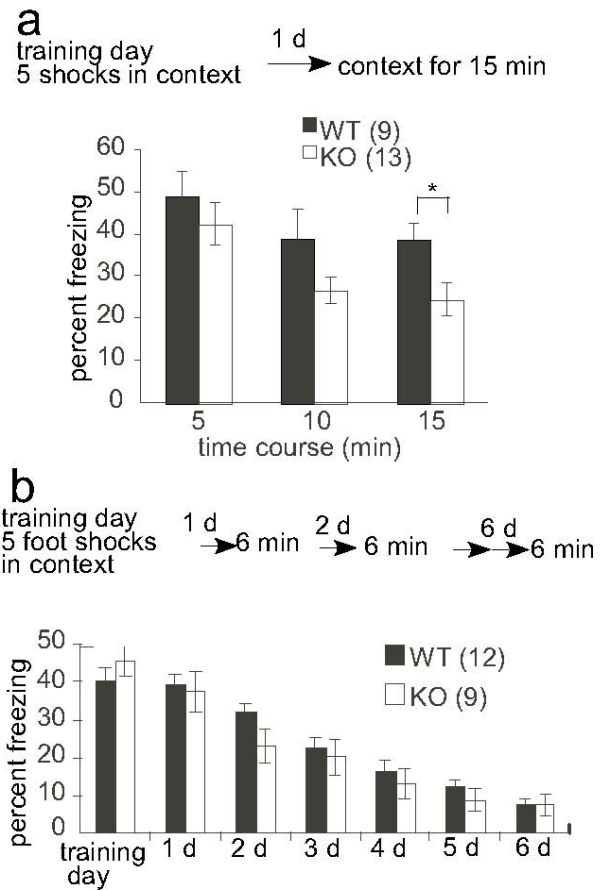 a
training day
5 shocks in context
1 d
context for 15 min
WT (9)
KO (13)
*
percent freezing
60
50
40
30
20
10
0
5 10 15
time course (min)
b
training day
5 foot shocks
in context
1 d
6 min
2 d
6 min
6 d
6 min
WT (12)
KO (9)
percent freezing
50
40
30
20
10
0
training
day
1 d 2 d 3 d 4 d 5 d 6 d